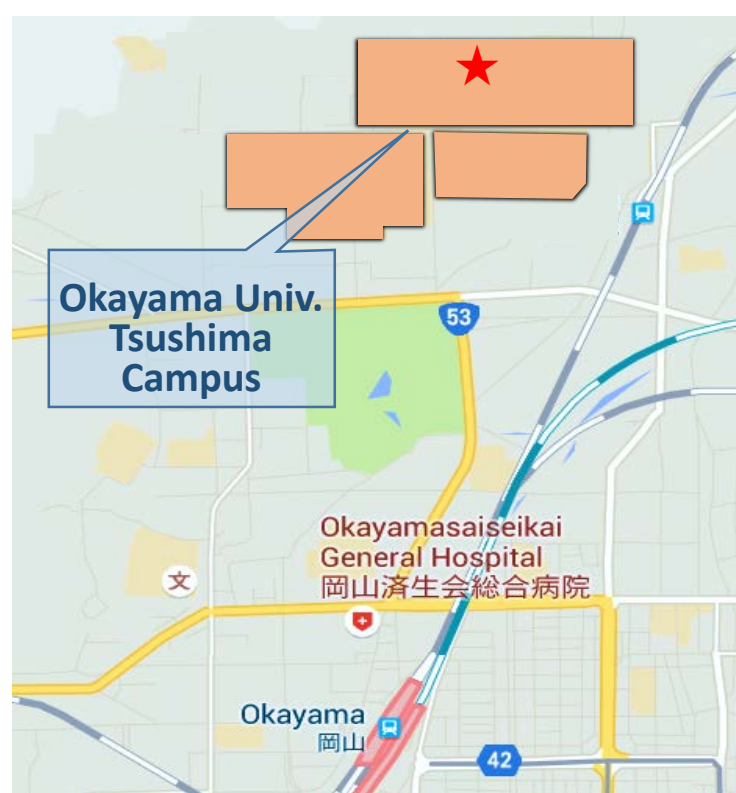 Okayama Univ.
Tsushima
Campus
53
Okayamasaiseikai
General Hospital
岡山済生会総合病院
文
Okayama
岡山
42